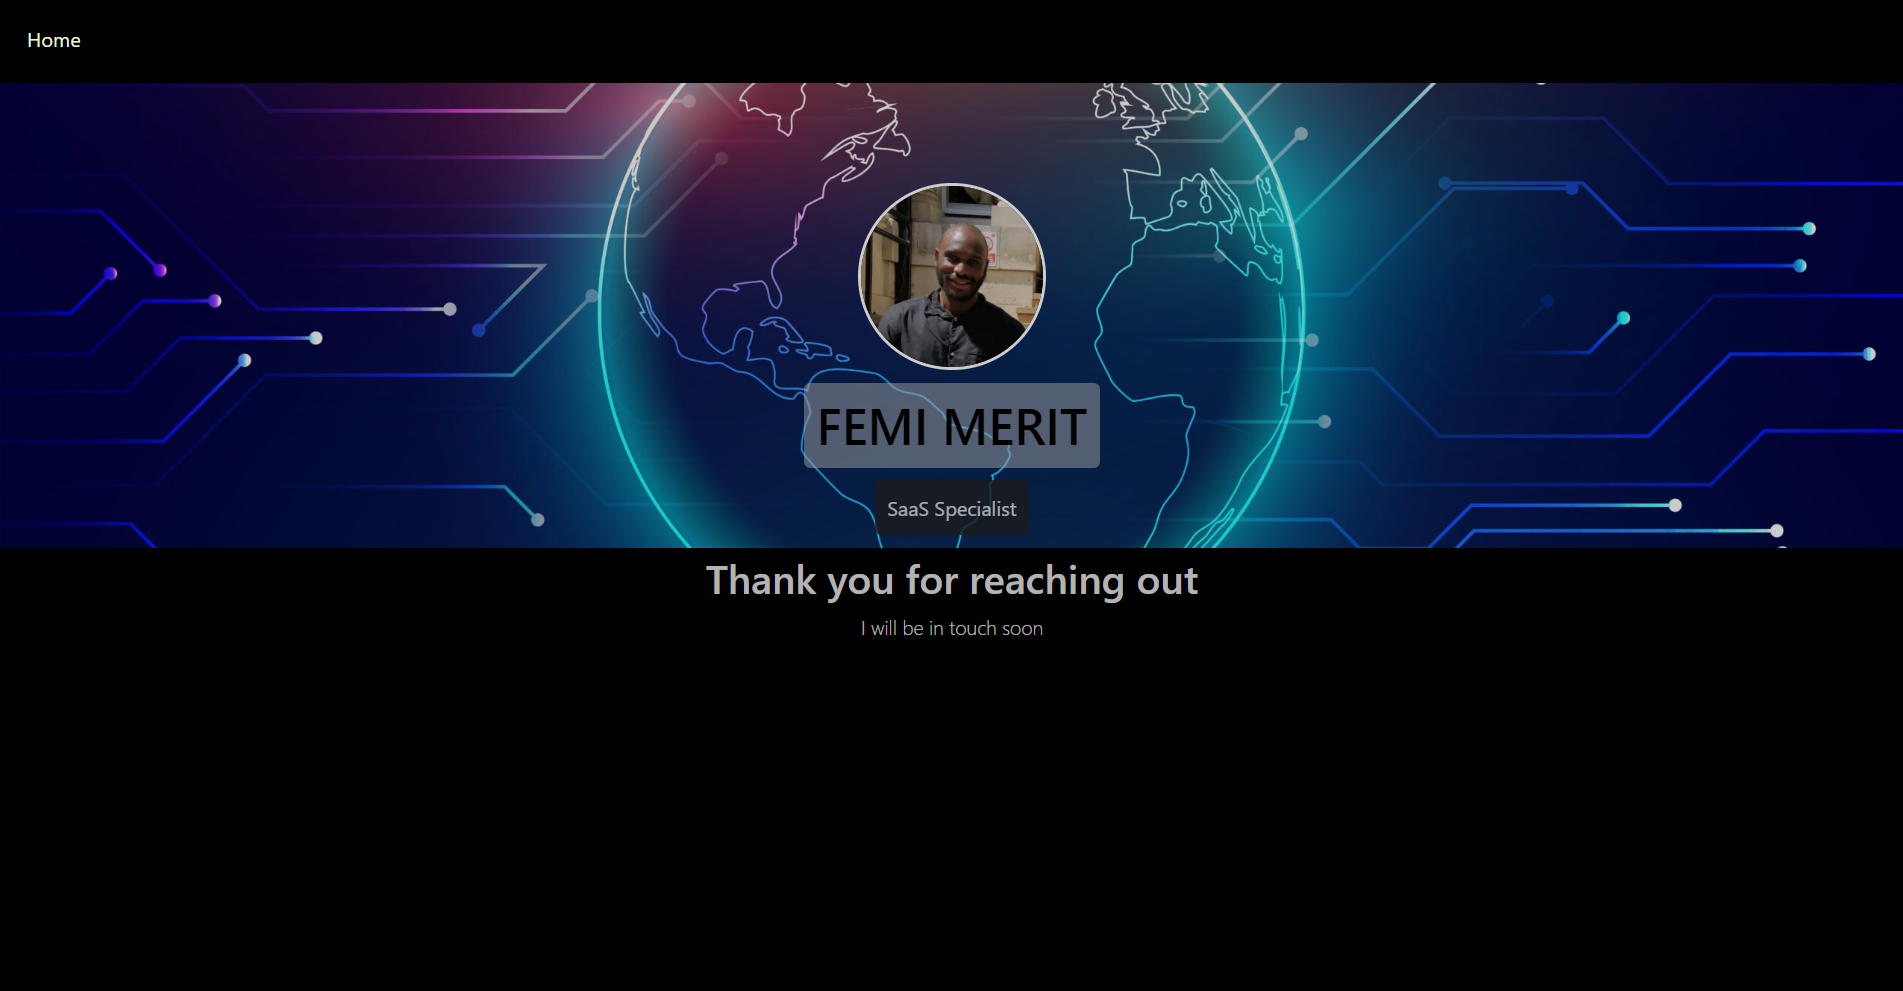 Home
FEMI MERIT
SaaS Specialist
Thank you for reaching out
I will be in touch soon